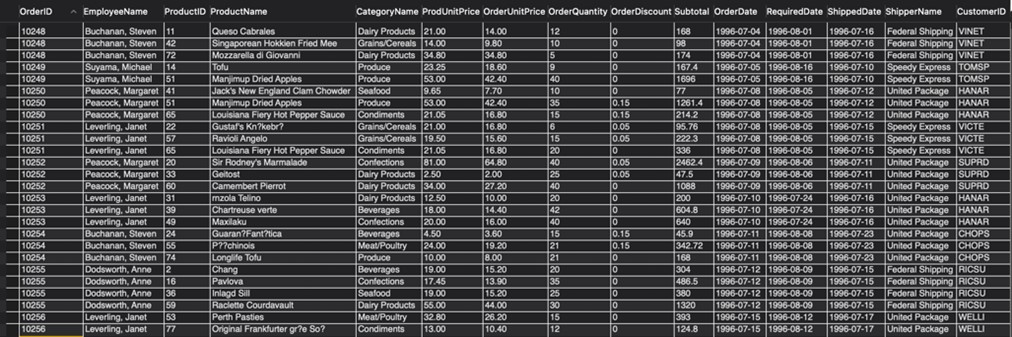 OrderID EmployeeName ProductID ProductName CategoryName ProdUnitPrice OrderUnitPrice OrderQuantity OrderDiscount Subtotal OrderDate RequiredDate ShippedDate ShipperName CustomerID
10248 Buchanan, Steven 11 Queso Cabrales Dairy Products 21.00 14.00 12 0 168 1996-07-04 1996-08-01 1996-07-16 Federal Shipping VINET
10248 Buchanan, Steven 42 Singaporean Hokkien Fried Mee Grains/Cereals 14.00 9.80 10 0 98 1996-07-04 1996-08-01 1996-07-16 Federal Shipping VINET
10248 Buchanan, Steven 72 Mozzarella di Giovanni Dairy Products 34.80 34.80 5 0 174 1996-07-04 1996-08-01 1996-07-16 Federal Shipping VINET
10249 Suyama, Michael 14 Tofu Produce 23.25 18.60 9 0 167.4 1996-07-05 1996-08-16 1996-07-10 Speedy Express TOMSP
10249 Suyama, Michael 51 Manjimup Dried Apples Produce 53.00 42.40 40 0 1696 1996-07-05 1996-08-16 1996-07-10 Speedy Express TOMSP
10250 Peacock, Margaret 41 Jack's New England Clam Chowder Seafood 9.65 7.70 10 0 77 1996-07-08 1996-08-05 1996-07-12 United Package HANAR
10250 Peacock, Margaret 51 Manjimup Dried Apples Produce 53.00 42.40 35 0.15 1261.4 1996-07-08 1996-08-05 1996-07-12 United Package HANAR
10250 Peacock, Margaret 65 Louisiana Fiery Hot Pepper Sauce Condiments 21.05 16.80 15 0.15 214.2 1996-07-08 1996-08-05 1996-07-12 United Package HANAR
10251 Leverling, Janet 22 Gustaf's Kn?kebr? Grains/Cereals 21.00 16.80 6 0.05 95.76 1996-07-08 1996-08-05 1996-07-15 Speedy Express VICTE
10251 Leverling, Janet 57 Ravioli Angelo Grains/Cereals 19.50 15.60 15 0.05 222.3 1996-07-08 1996-08-05 1996-07-15 Speedy Express VICTE
10251 Leverling, Janet 65 Louisiana Fiery Hot Pepper Sauce Condiments 21.05 16.80 20 0 336 1996-07-08 1996-08-05 1996-07-15 Speedy Express VICTE
10252 Peacock, Margaret 20 Sir Rodney's Marmalade Confections 81.00 64.80 40 0.05 2462.4 1996-07-09 1996-08-06 1996-07-11 United Package SUPRD
10252 Peacock, Margaret 33 Geitost Dairy Products 2.50 2.00 25 0.05 47.5 1996-07-09 1996-08-06 1996-07-11 United Package SUPRD
10252 Peacock, Margaret 60 Camembert Pierrot Dairy Products 34.00 27.20 40 0 1088 1996-07-09 1996-08-06 1996-07-11 United Package SUPRD
10253 Leverling, Janet 31 mzola Telino Dairy Products 12.50 10.00 20 0 200 1996-07-10 1996-07-24 1996-07-16 United Package HANAR
10253 Leverling, Janet 39 Chartreuse verte Beverages 18.00 14.40 42 0 604.8 1996-07-10 1996-07-24 1996-07-16 United Package HANAR
10253 Leverling, Janet 49 Maxilaku Confections 20.00 16.00 40 0 640 1996-07-10 1996-07-24 1996-07-16 United Package HANAR
10254 Buchanan, Steven 24 Guaran?Fant?tica Beverages 4.50 3.60 15 0.15 45.9 1996-07-11 1996-08-08 1996-07-23 United Package CHOPS
10254 Buchanan, Steven 55 P??chinois Meat/Poultry 24.00 19.20 21 0.15 342.72 1996-07-11 1996-08-08 1996-07-23 United Package CHOPS
10254 Buchanan, Steven 74 Longlife Tofu Produce 10.00 8.00 21 0 168 1996-07-11 1996-08-08 1996-07-23 United Package CHOPS
10255 Dodsworth, Anne 2 Chang Beverages 19.00 15.20 20 0 304 1996-07-12 1996-08-09 1996-07-15 Federal Shipping RICSU
10255 Dodsworth, Anne 16 Pavlova Confections 17.45 13.90 35 0 486.5 1996-07-12 1996-08-09 1996-07-15 Federal Shipping RICSU
10255 Dodsworth, Anne 36 Inlagd Sill Seafood 19.00 15.20 25 0 380 1996-07-12 1996-08-09 1996-07-15 Federal Shipping RICSU
10255 Dodsworth, Anne 59 Raclette Courdavault Dairy Products 55.00 44.00 30 0 1320 1996-07-12 1996-08-09 1996-07-15 Federal Shipping RICSU
10256 Leverling, Janet 53 Perth Pasties Meat/Poultry 32.80 26.20 15 0 393 1996-07-15 1996-08-12 1996-07-17 United Package WELLI
10256 Leverling, Janet 77 Original Frankfurter gr?e So? Condiments 13.00 10.40 12 0 124.8 1996-07-15 1996-08-12 1996-07-17 United Package WELLI